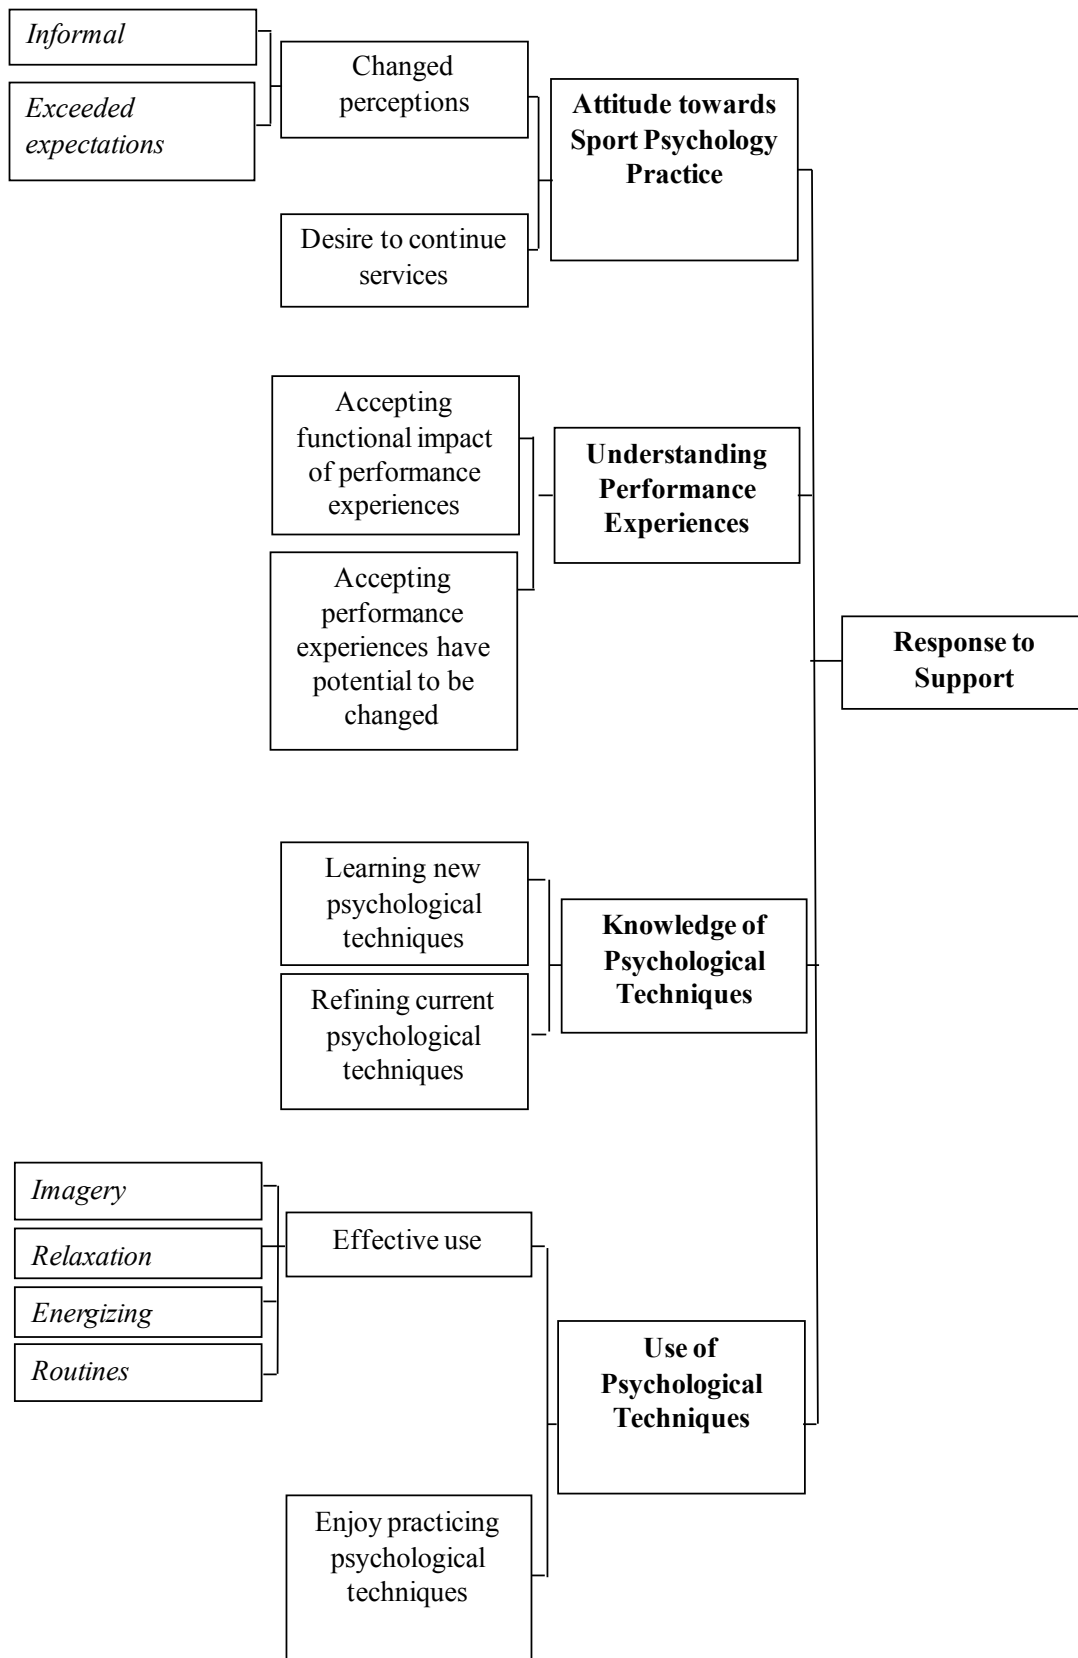 Informal
Exceeded
expectations
Changed
perceptions
Desire to continue
services
Attitude towards
Sport Psychology
Practice
Accepting
functional impact
of performance
experiences
Accepting
performance
experiences have
potential to be
changed
Understanding
Performance
Experiences
Response to
Support
Learning new
psychological
techniques
Refining current
psychological
techniques
Knowledge of
Psychological
Techniques
Imagery
Relaxation
Energizing
Routines
Effective use
Enjoy practicing
psychological
techniques
Use of
Psychological
Techniques